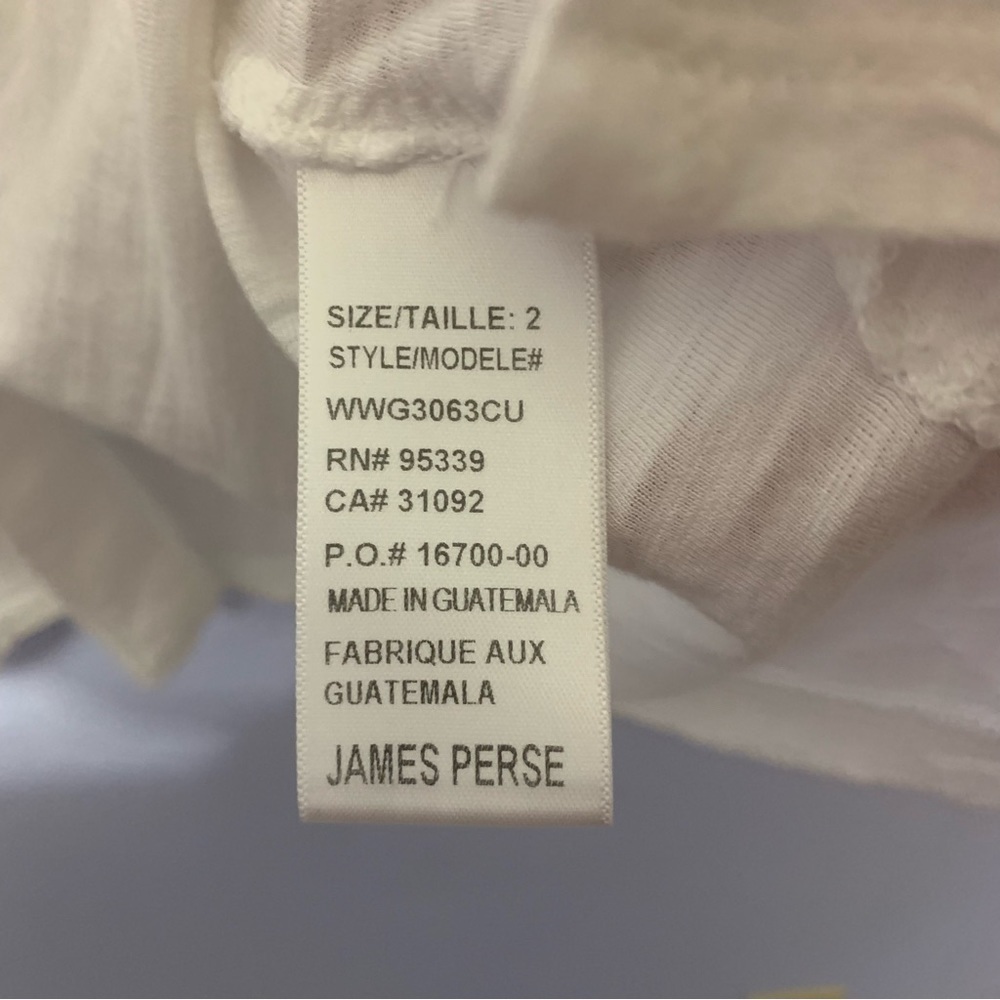 SIZE/TAILLE: 2
STYLE/MODELE#
WWG3063CU
RN# 95339
CA# 31092
P.O.# 16700-00
MADE IN GUATEMALA
FABRIQUE AUX
GUATEMALA
JAMES PERSE